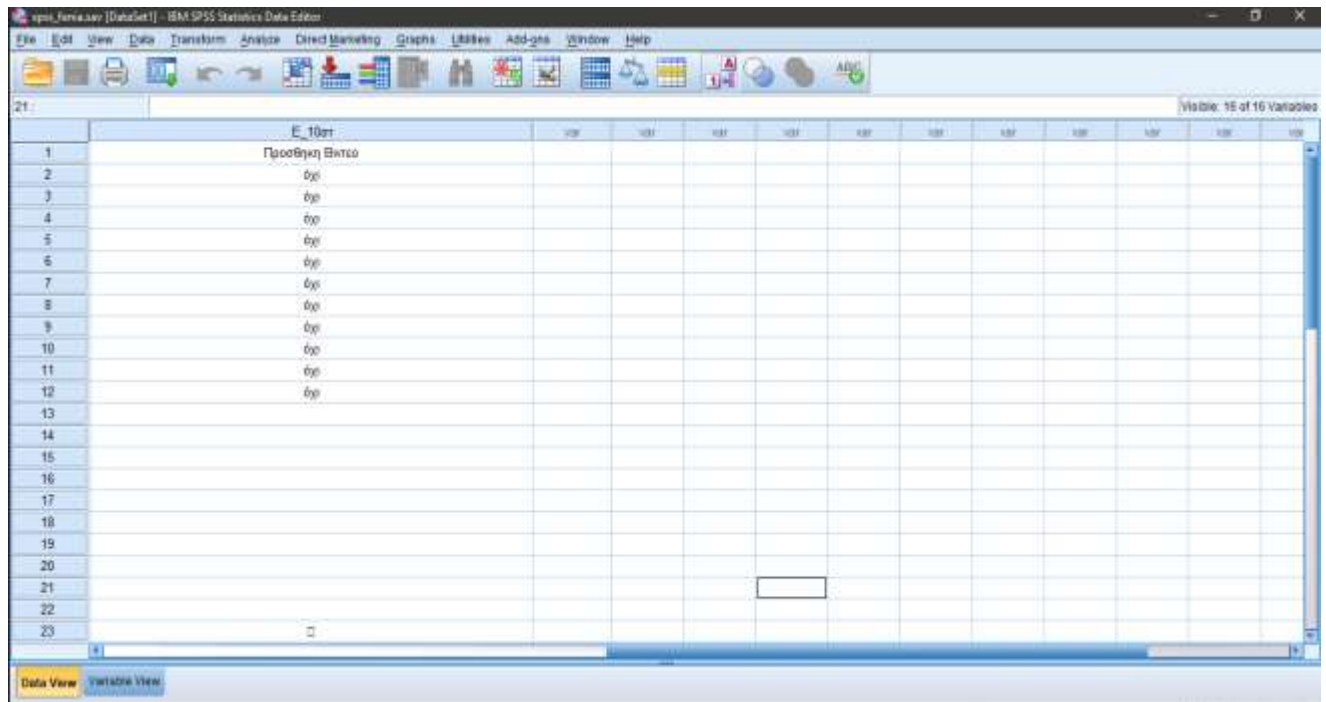 spss_fenia.sav [DataSet1] - IBM SPSS Statistics Data Editor
File Edit View Data Transform Analyze Direct Marketing Graphs Utilities Add-ons Window Help
21 :
Visible: 16 of 16 Variables
E_10στ var var var var var var var var var var
1 Προσθηκη Βιντεο
2 όχι
3 όχι
4 όχι
5 όχι
6 όχι
7 όχι
8 όχι
9 όχι
10 όχι
11 όχι
12 όχι
13
14
15
16
17
18
19
20
21
22
23
Data View Variable View